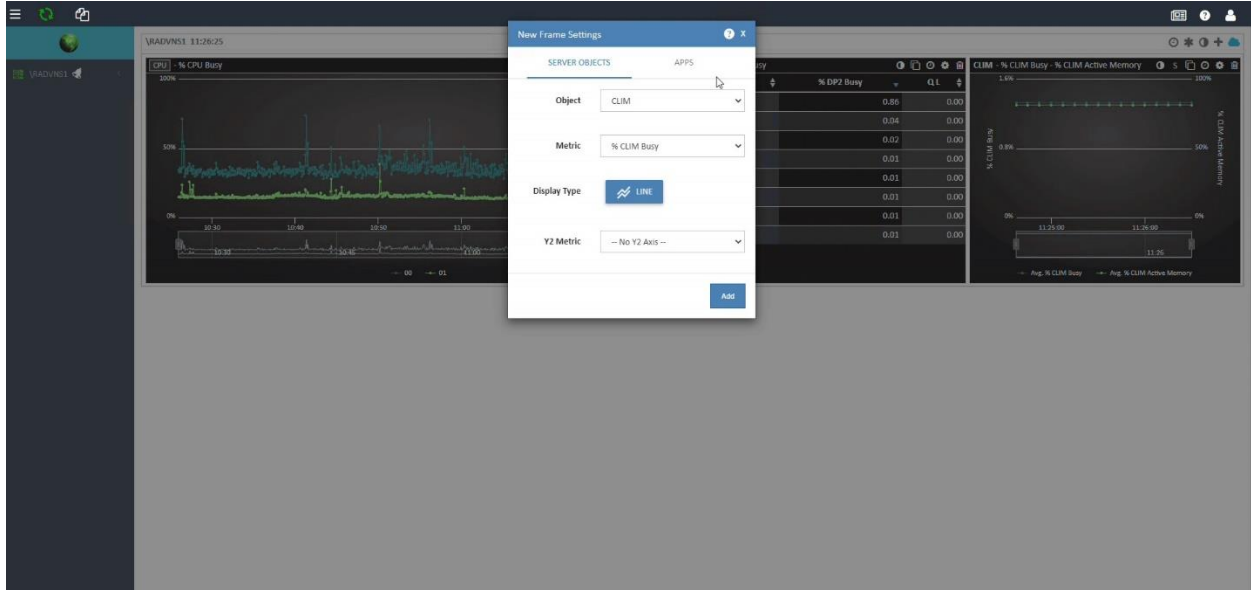 \RADVNS1 11:26:25
\RADVNS1
CPU - % CPU Busy
100%
50%
0%
10:30 10:40 10:50 11:00
10:30 10:45 11:00
00 01
New Frame Settings ? x
SERVER OBJECTS APPS
Object CLIM
Metric % CLIM Busy
Display Type LINE
Y2 Metric -- No Y2 Axis --
Add
% DP2 Busy Q L
0.86 0.00
0.04 0.00
0.02 0.00
0.01 0.00
0.01 0.00
0.01 0.00
0.01 0.00
0.01 0.00
CLIM - % CLIM Busy - % CLIM Active Memory S
1.6% 100%
0.8% 50%
0% 0%
% CLIM Busy
% CLIM Active Memory
11:25:00 11:26:00
11:26
Avg. % CLIM Busy Avg. % CLIM Active Memory